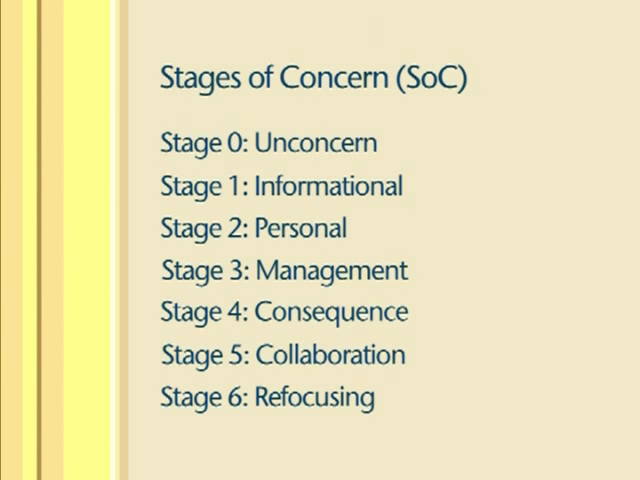 Stages of Concern (SoC)
Stage 0: Unconcern
Stage 1: Informational
Stage 2: Personal
Stage 3: Management
Stage 4: Consequence
Stage 5: Collaboration
Stage 6: Refocusing